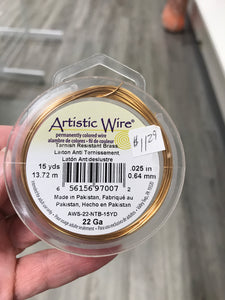 Artistic Wire®
permanently colored wire
alambre de colores - fil de couleur
Tarnish Resistant Brass,
Laiton Anti Ternissement,
Latón Antideslustre
15 yds
13.72 m
.025 in
0.64 mm
6 56156 97007 2
Made in Pakistan, Fabriqué au
Pakistan, Hecho en Pakistan
AWS-22-NTB-15YD
22 Ga